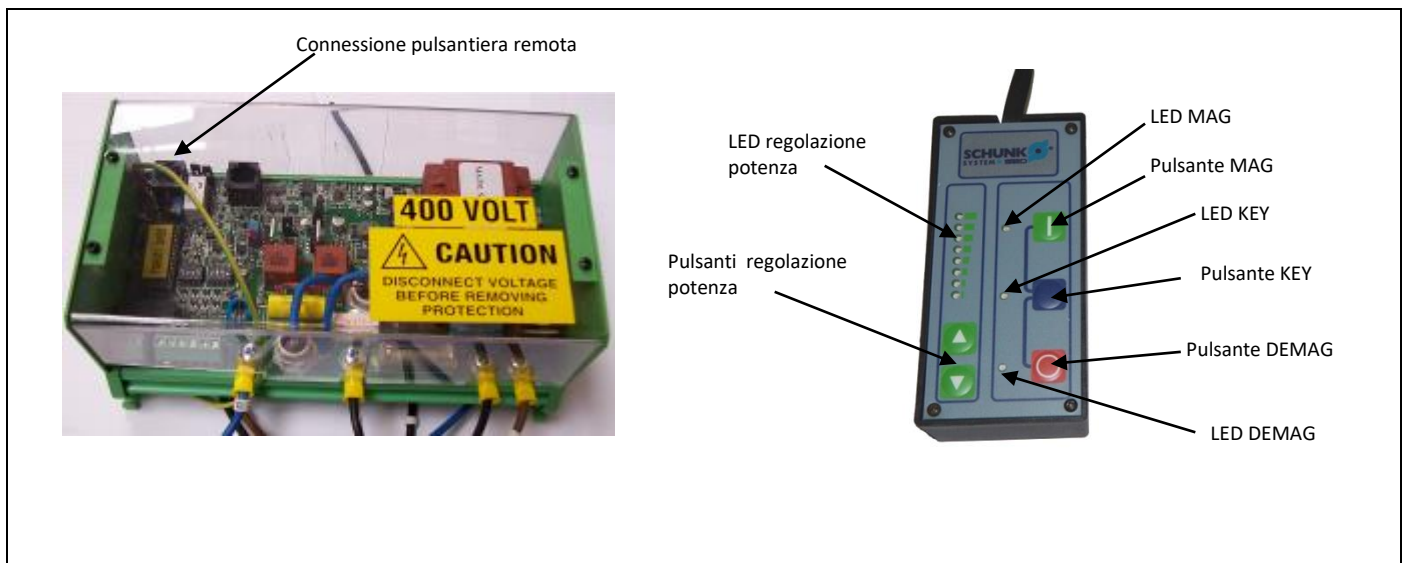 Connessione pulsantiera remota
400 VOLT
CAUTION
DISCONNECT VOLTAGE
BEFORE REMOVING
PROTECTION
LED regolazione
potenza
Pulsanti regolazione
potenza
SCHUNK
LED MAG
Pulsante MAG
LED KEY
Pulsante KEY
Pulsante DEMAG
LED DEMAG